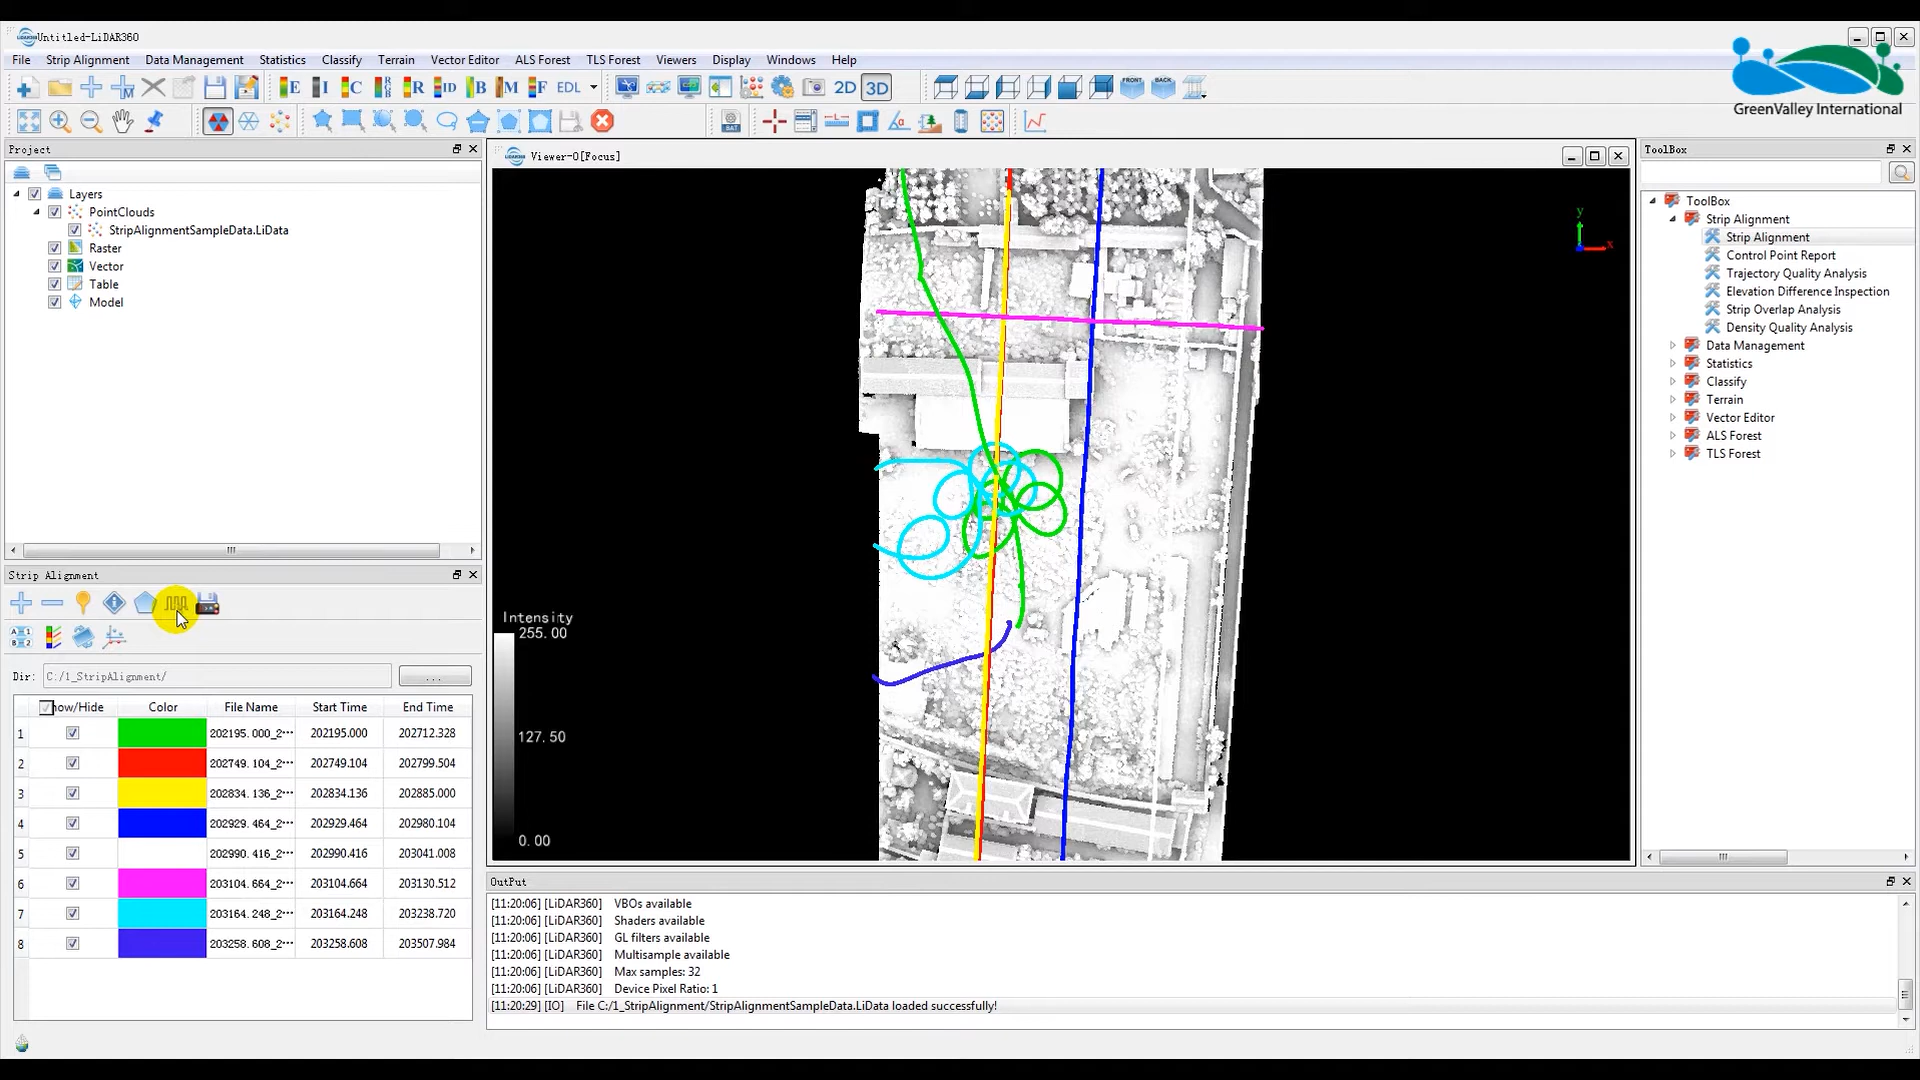 Untitled-LiDAR360
File Strip Alignment Data Management Statistics Classify Terrain Vector Editor ALS Forest TLS Forest Viewers Display Windows Help
E I C RGB R ID B M F EDL 2D 3D FRONT BACK
GreenValley International
BAT
Project
Layers
PointClouds
StripAlignmentSampleData.LiData
Raster
Vector
Table
Model
Strip Alignment
Dir: C:/1_StripAlignment/ ...
Show/Hide Color File Name Start Time End Time
1 202195.000_2··· 202195.000 202712.328
2 202749.104_2··· 202749.104 202799.504
3 202834.136_2··· 202834.136 202885.000
4 202929.464_2··· 202929.464 202980.104
5 202990.416_2··· 202990.416 203041.008
6 203104.664_2··· 203104.664 203130.512
7 203164.248_2··· 203164.248 203238.720
8 203258.608_2··· 203258.608 203507.984
Viewer-0[Focus]
y
x
Intensity
255.00
127.50
0.00
OutPut
[11:20:06] [LiDAR360] VBOs available
[11:20:06] [LiDAR360] Shaders available
[11:20:06] [LiDAR360] GL filters available
[11:20:06] [LiDAR360] Multisample available
[11:20:06] [LiDAR360] Max samples: 32
[11:20:06] [LiDAR360] Device Pixel Ratio: 1
[11:20:29] [IO] File C:/1_StripAlignment/StripAlignmentSampleData.LiData loaded successfully!
ToolBox
ToolBox
Strip Alignment
Strip Alignment
Control Point Report
Trajectory Quality Analysis
Elevation Difference Inspection
Strip Overlap Analysis
Density Quality Analysis
Data Management
Statistics
Classify
Terrain
Vector Editor
ALS Forest
TLS Forest